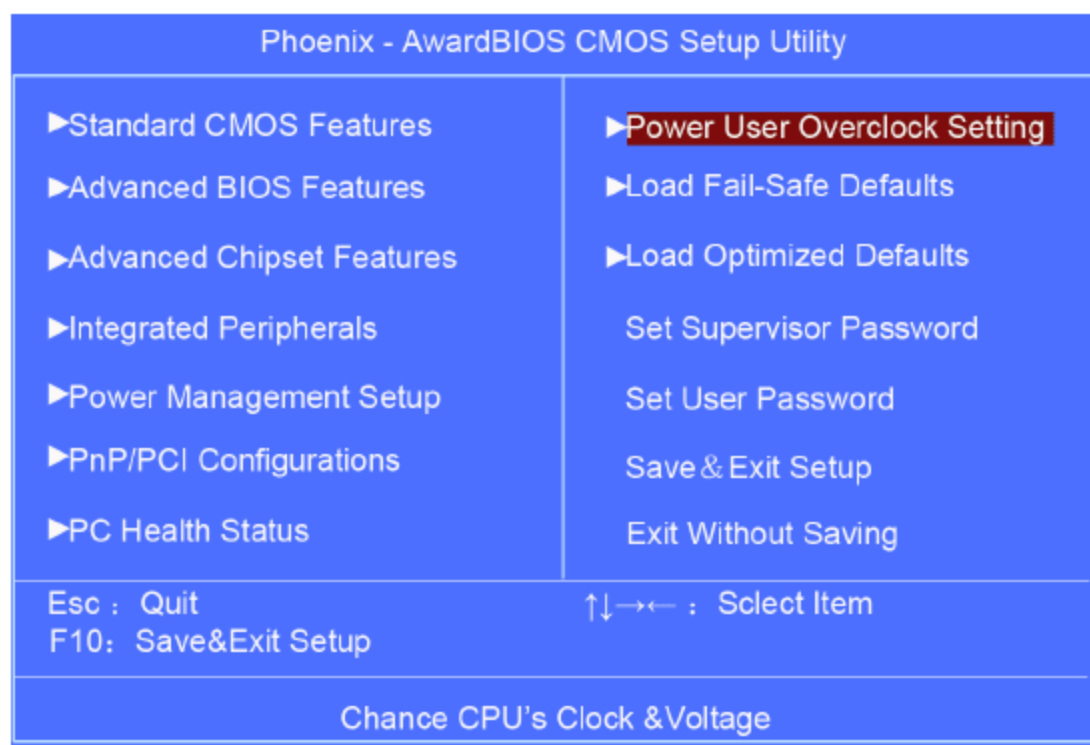 Phoenix - AwardBIOS CMOS Setup Utility
▶Standard CMOS Features
▶Advanced BIOS Features
▶Advanced Chipset Features
▶Integrated Peripherals
▶Power Management Setup
▶PnP/PCI Configurations
▶PC Health Status
▶Power User Overclock Setting
▶Load Fail-Safe Defaults
▶Load Optimized Defaults
Set Supervisor Password
Set User Password
Save&Exit Setup
Exit Without Saving
Esc : Quit
F10: Save&Exit Setup
↑↓→← : Sclect Item
Chance CPU's Clock &Voltage